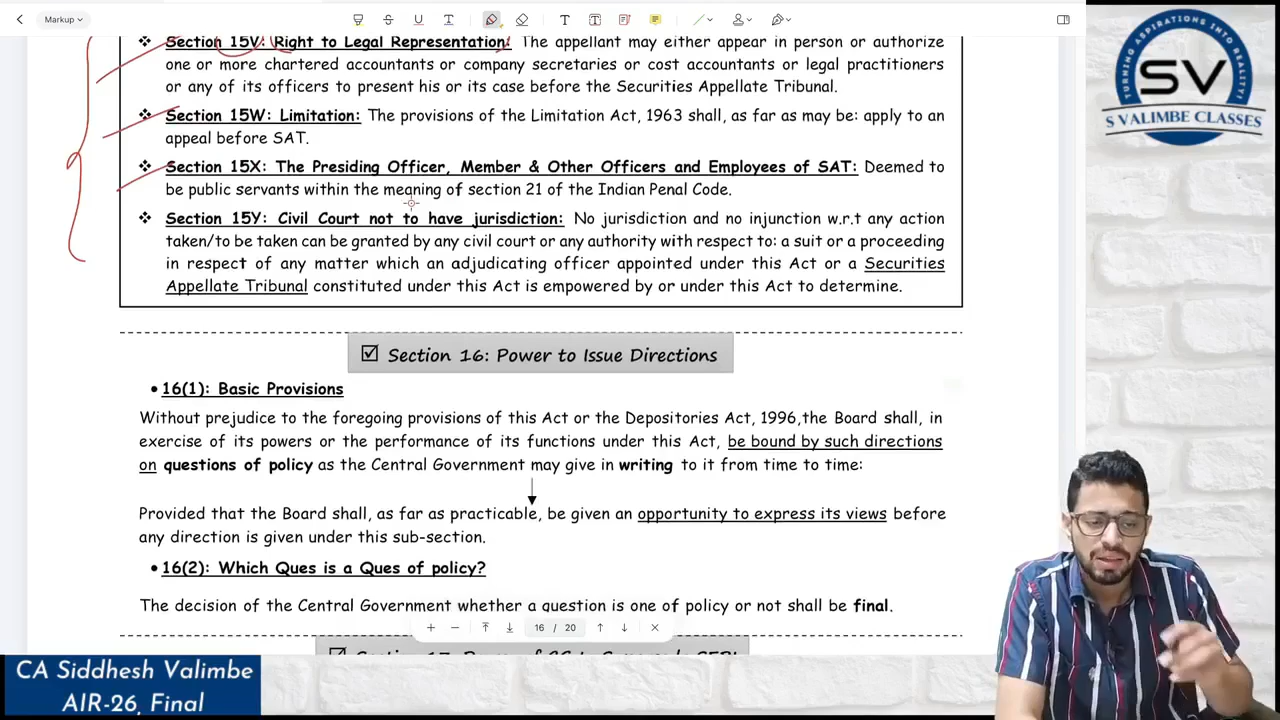 Markup
❖ Section 15V: Right to Legal Representation: The appellant may either appear in person or authorize
one or more chartered accountants or company secretaries or cost accountants or legal practitioners
or any of its officers to present his or its case before the Securities Appellate Tribunal.
❖ Section 15W: Limitation: The provisions of the Limitation Act, 1963 shall, as far as may be: apply to an
appeal before SAT.
❖ Section 15X: The Presiding Officer, Member & Other Officers and Employees of SAT: Deemed to
be public servants within the meaning of section 21 of the Indian Penal Code.
❖ Section 15Y: Civil Court not to have jurisdiction: No jurisdiction and no injunction w.r.t any action
taken/to be taken can be granted by any civil court or any authority with respect to: a suit or a proceeding
in respect of any matter which an adjudicating officer appointed under this Act or a Securities
Appellate Tribunal constituted under this Act is empowered by or under this Act to determine.
☑ Section 16: Power to Issue Directions
• 16(1): Basic Provisions
Without prejudice to the foregoing provisions of this Act or the Depositories Act, 1996,the Board shall, in
exercise of its powers or the performance of its functions under this Act, be bound by such directions
on questions of policy as the Central Government may give in writing to it from time to time:
Provided that the Board shall, as far as practicable, be given an opportunity to express its views before
any direction is given under this sub-section.
• 16(2): Which Ques is a Ques of policy?
The decision of the Central Government whether a question is one of policy or not shall be final.
16 / 20
TURNING ASPIRATIONS INTO REALITY!
SV
S VALIMBE CLASSES
CA Siddhesh Valimbe
AIR-26, Final